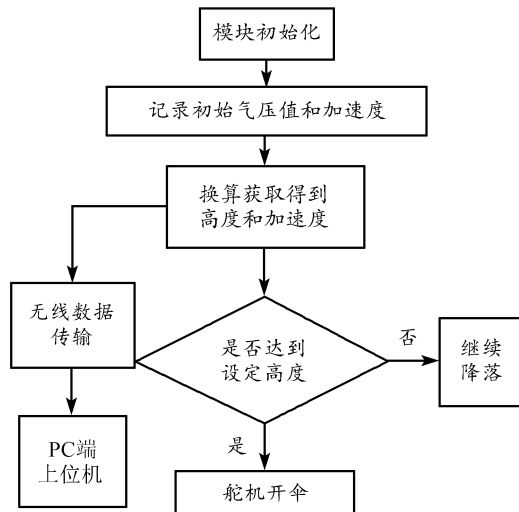 模块初始化
记录初始气压值和加速度
换算获取得到
高度和加速度
无线数据
传输
是否达到
设定高度
否
继续
降落
PC端
上位机
是
舵机开伞